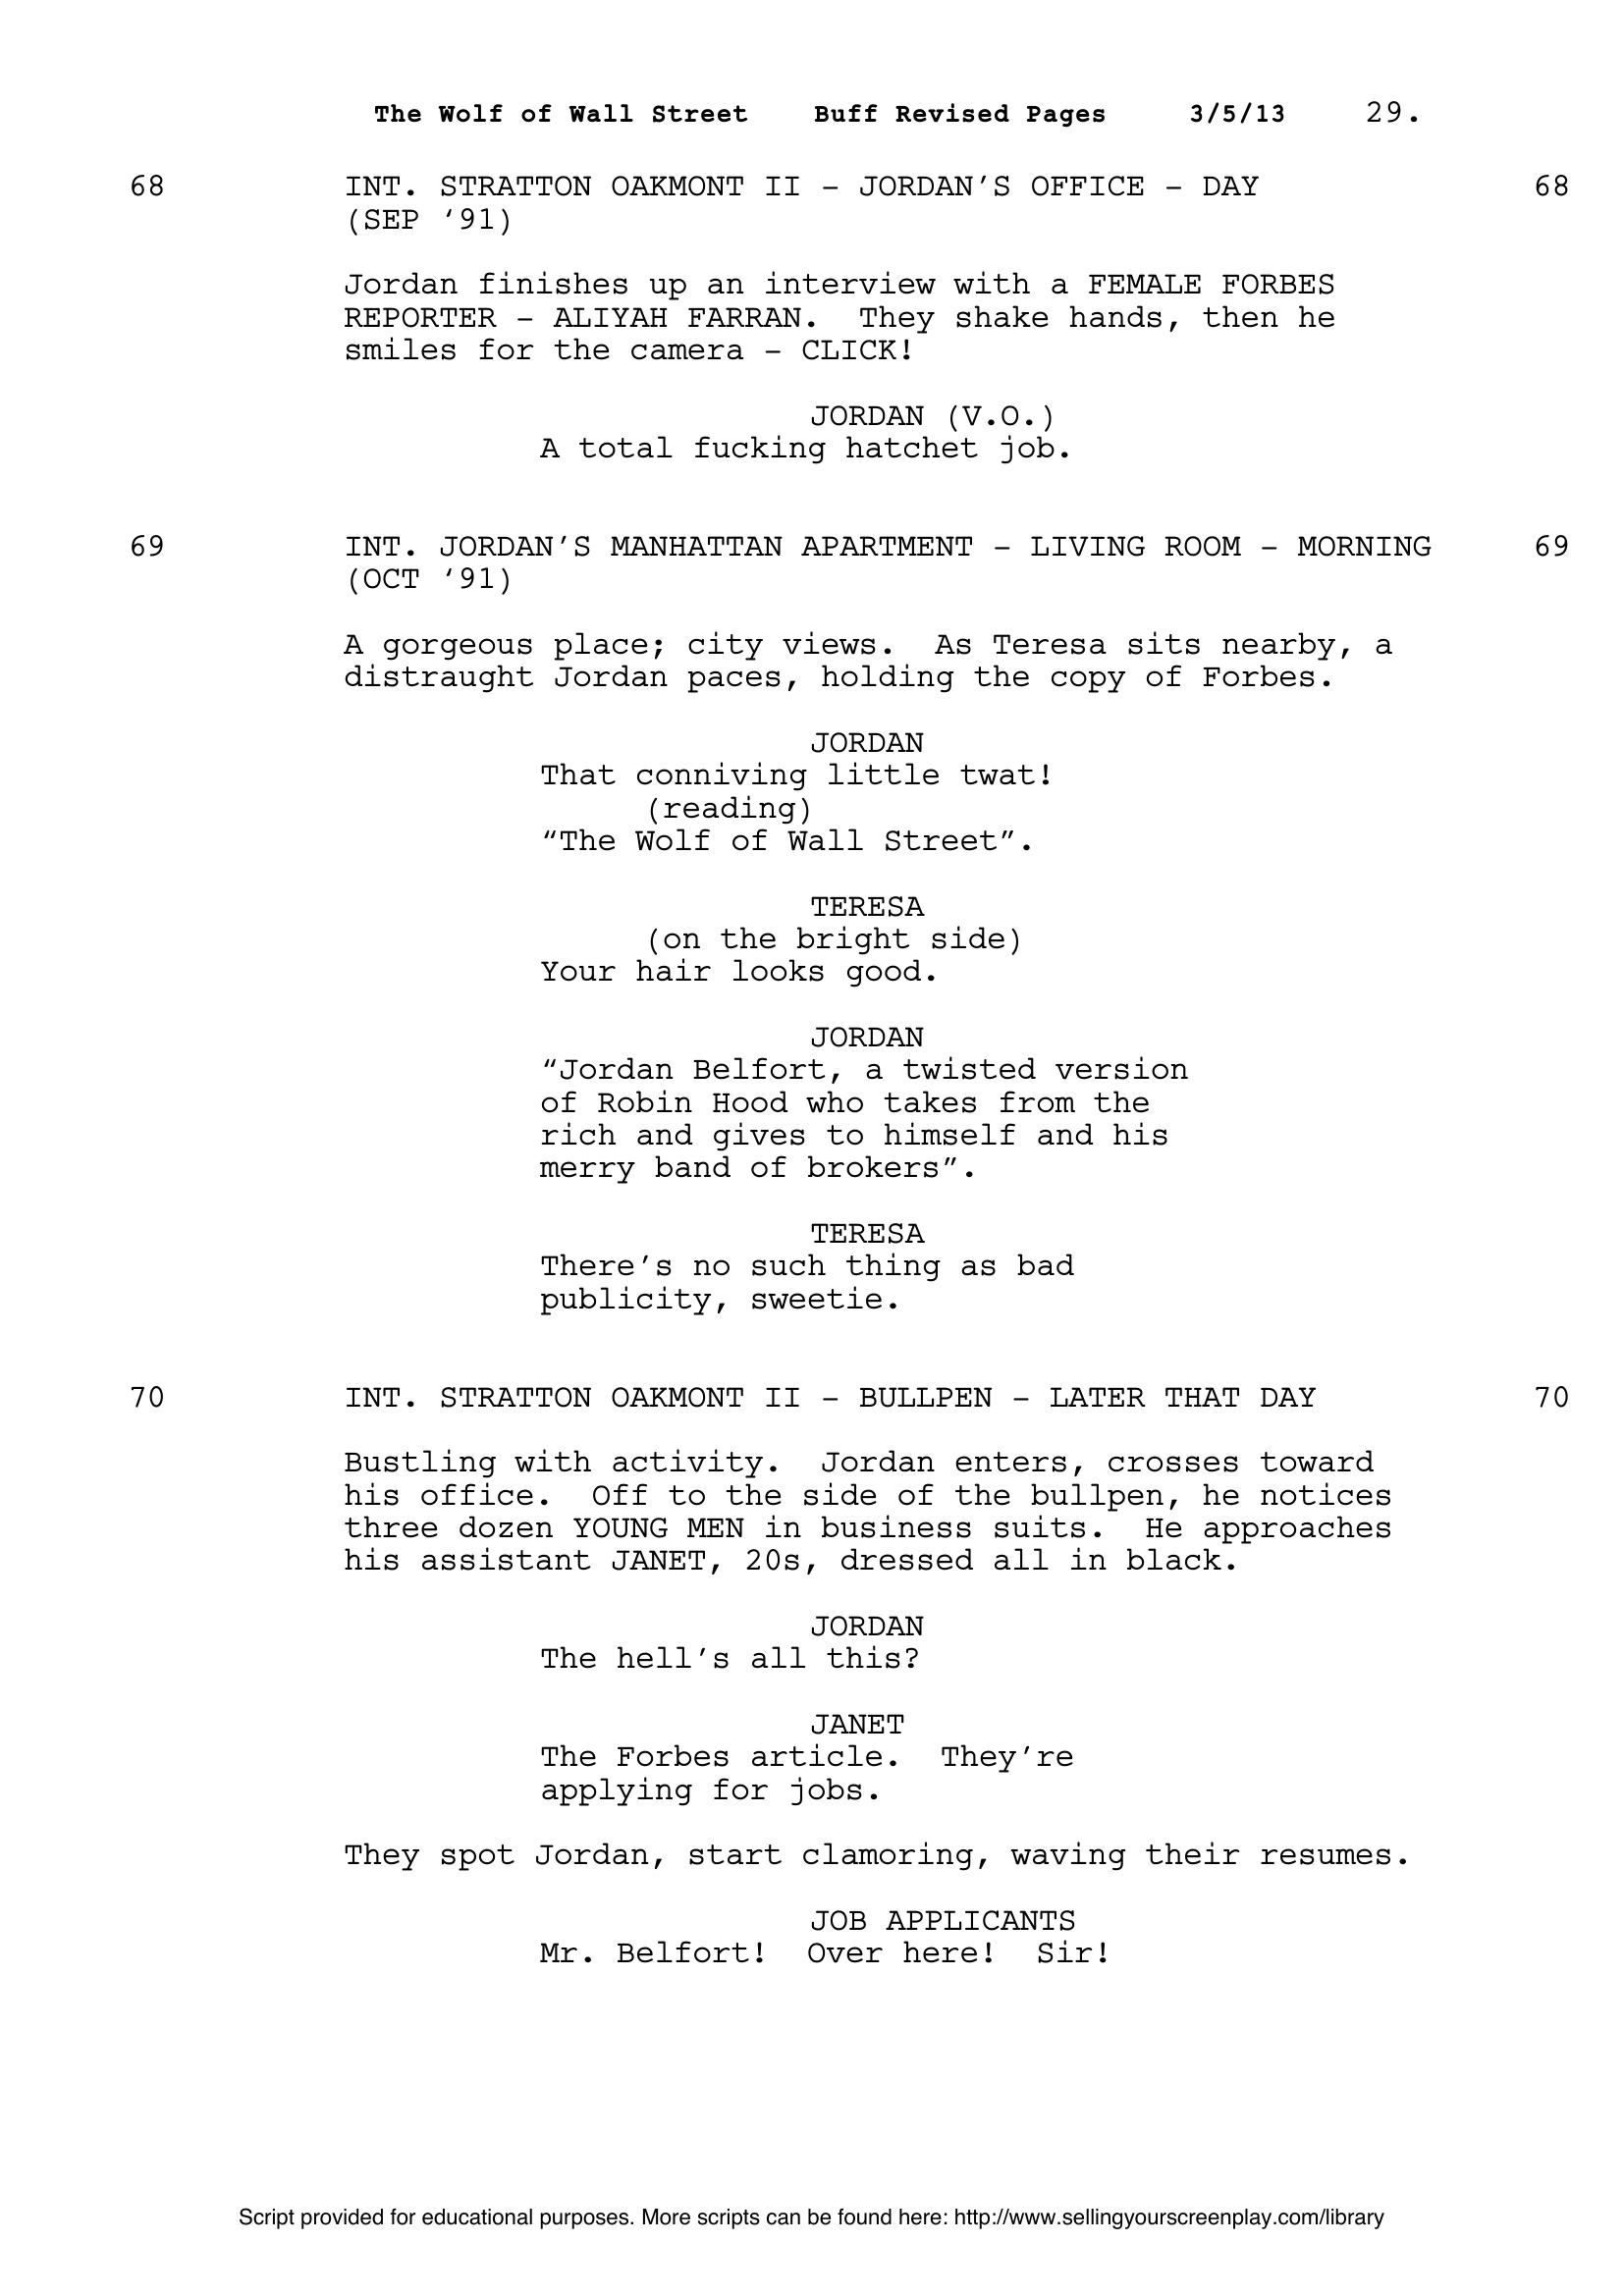 The Wolf of Wall Street    Buff Revised Pages    3/5/13    29.
68    INT. STRATTON OAKMONT II – JORDAN’S OFFICE – DAY    68
(SEP ‘91)
Jordan finishes up an interview with a FEMALE FORBES
REPORTER – ALIYAH FARRAN.  They shake hands, then he
smiles for the camera – CLICK!
JORDAN (V.O.)
A total fucking hatchet job.
69    INT. JORDAN’S MANHATTAN APARTMENT – LIVING ROOM – MORNING    69
(OCT ‘91)
A gorgeous place; city views.  As Teresa sits nearby, a
distraught Jordan paces, holding the copy of Forbes.
JORDAN
That conniving little twat!
(reading)
“The Wolf of Wall Street”.
TERESA
(on the bright side)
Your hair looks good.
JORDAN
“Jordan Belfort, a twisted version
of Robin Hood who takes from the
rich and gives to himself and his
merry band of brokers”.
TERESA
There’s no such thing as bad
publicity, sweetie.
70    INT. STRATTON OAKMONT II – BULLPEN – LATER THAT DAY    70
Bustling with activity.  Jordan enters, crosses toward
his office.  Off to the side of the bullpen, he notices
three dozen YOUNG MEN in business suits.  He approaches
his assistant JANET, 20s, dressed all in black.
JORDAN
The hell’s all this?
JANET
The Forbes article.  They’re
applying for jobs.
They spot Jordan, start clamoring, waving their resumes.
JOB APPLICANTS
Mr. Belfort!  Over here!  Sir!
Script provided for educational purposes. More scripts can be found here: http://www.sellingyourscreenplay.com/library